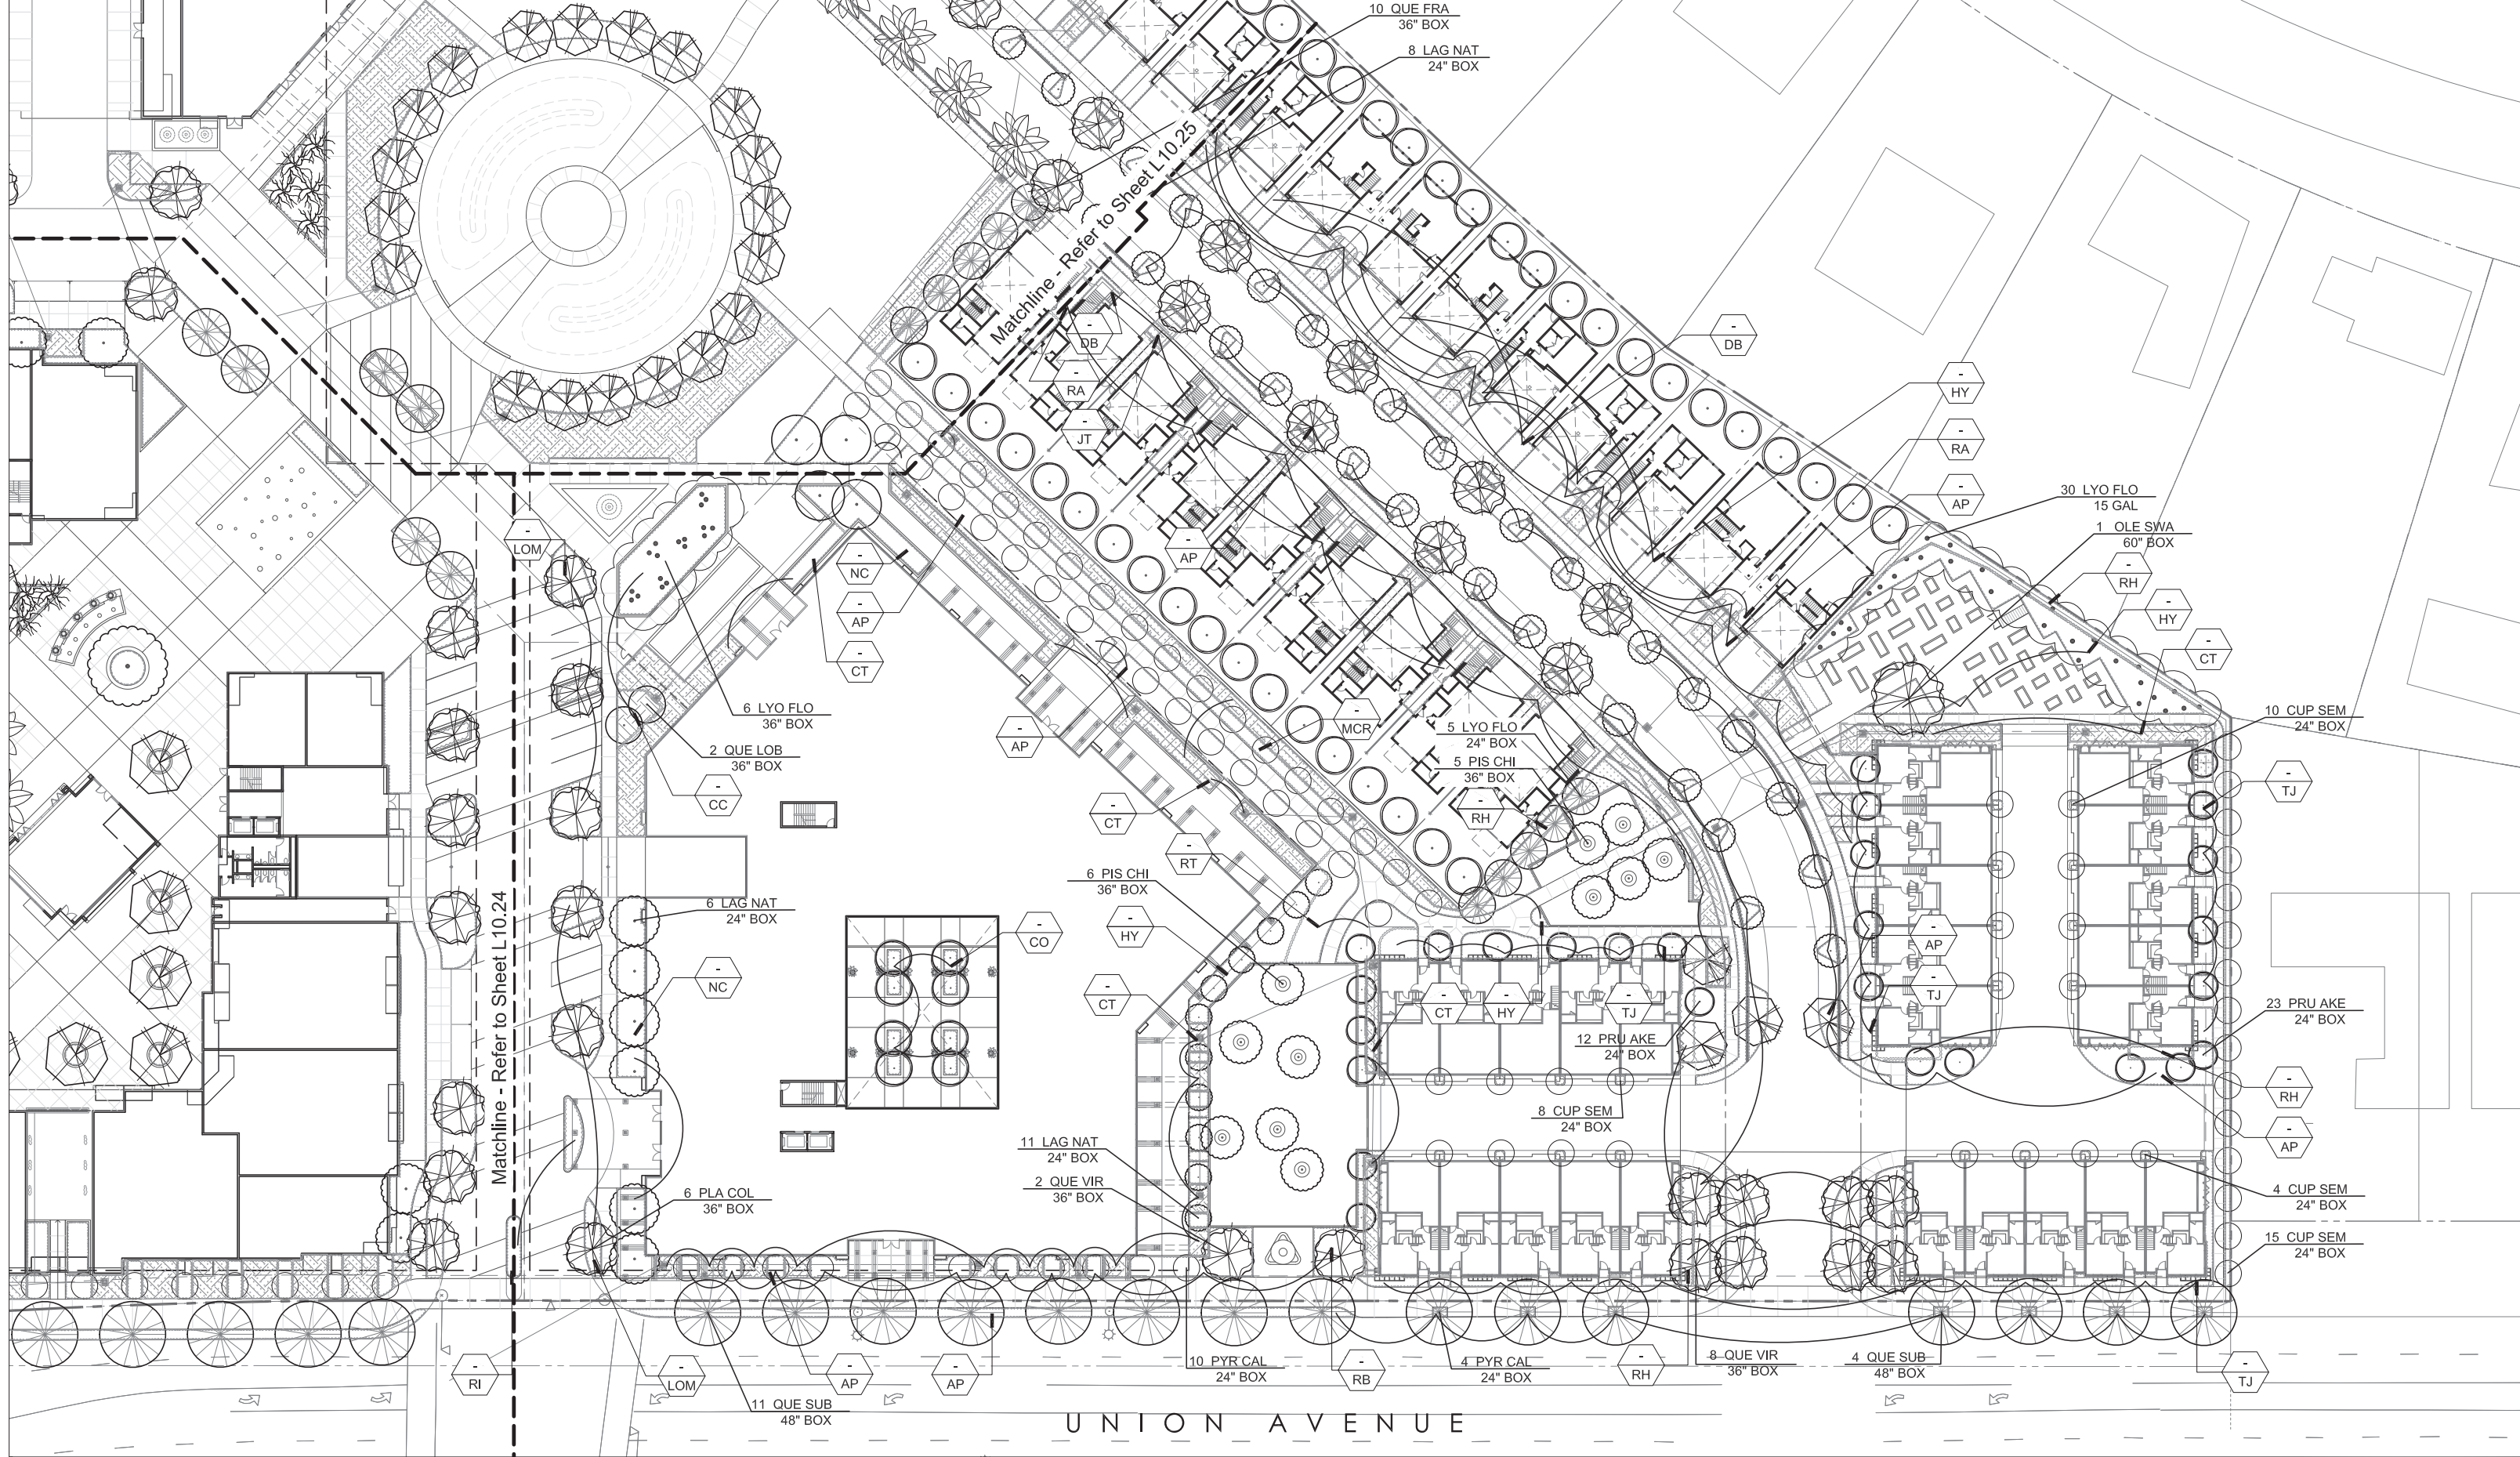 10 QUE FRA
36" BOX
8 LAG NAT
24" BOX
Matchline - Refer to Sheet L10.25
-
DB
-
RA
-
JT
-
DB
-
HY
-
RA
-
AP
30 LYO FLO
15 GAL
1 OLE SWA
60" BOX
-
RH
-
HY
-
CT
-
LOM
-
NC
-
AP
-
CT
-
AP
6 LYO FLO
36" BOX
2 QUE LOB
36" BOX
-
CC
-
AP
-
MCR
5 LYO FLO
24" BOX
5 PIS CHI
36" BOX
-
RH
10 CUP SEM
24" BOX
-
TJ
-
CT
-
RT
6 PIS CHI
36" BOX
-
HY
-
CT
6 LAG NAT
24" BOX
-
CO
-
NC
Matchline - Refer to Sheet L10.24
-
CT
-
HY
-
TJ
-
AP
-
TJ
12 PRU AKE
24" BOX
23 PRU AKE
24" BOX
-
RH
-
AP
8 CUP SEM
24" BOX
11 LAG NAT
24" BOX
2 QUE VIR
36" BOX
6 PLA COL
36" BOX
4 CUP SEM
24" BOX
15 CUP SEM
24" BOX
-
RI
-
LOM
-
AP
-
AP
10 PYR CAL
24" BOX
-
RB
4 PYR CAL
24" BOX
-
RH
8 QUE VIR
36" BOX
4 QUE SUB
48" BOX
-
TJ
11 QUE SUB
48" BOX
UNION AVENUE